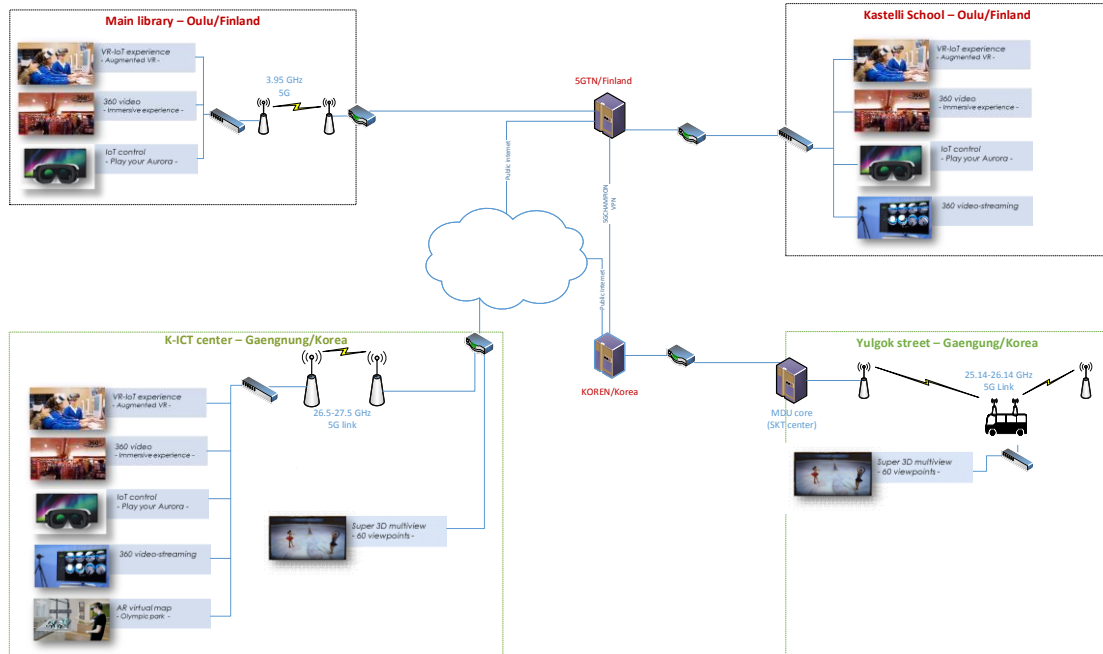 Main library – Oulu/Finland
VR-IoT experience
- Augmented VR -
360 video
- Immersive experience -
IoT control
- Play your Aurora -
3.95 GHz
5G
5GTN/Finland
Public Internet
5GCHAMPION
VPN
Public Internet
Kastelli School – Oulu/Finland
VR-IoT experience
- Augmented VR -
360°
360 video
- Immersive experience -
IoT control
- Play your Aurora -
360 video-streaming
K-ICT center – Gaengnung/Korea
26.5-27.5 GHz
5G link
VR-IoT experience
- Augmented VR -
360 video
- Immersive experience -
IoT control
- Play your Aurora -
360 video-streaming
AR virtual map
- Olympic park -
Super 3D multiview
- 60 viewpoints -
KOREN/Korea
MDU core
(SKT center)
Yulgok street – Gaengung/Korea
25.14-26.14 GHz
5G Link
Super 3D multiview
- 60 viewpoints -